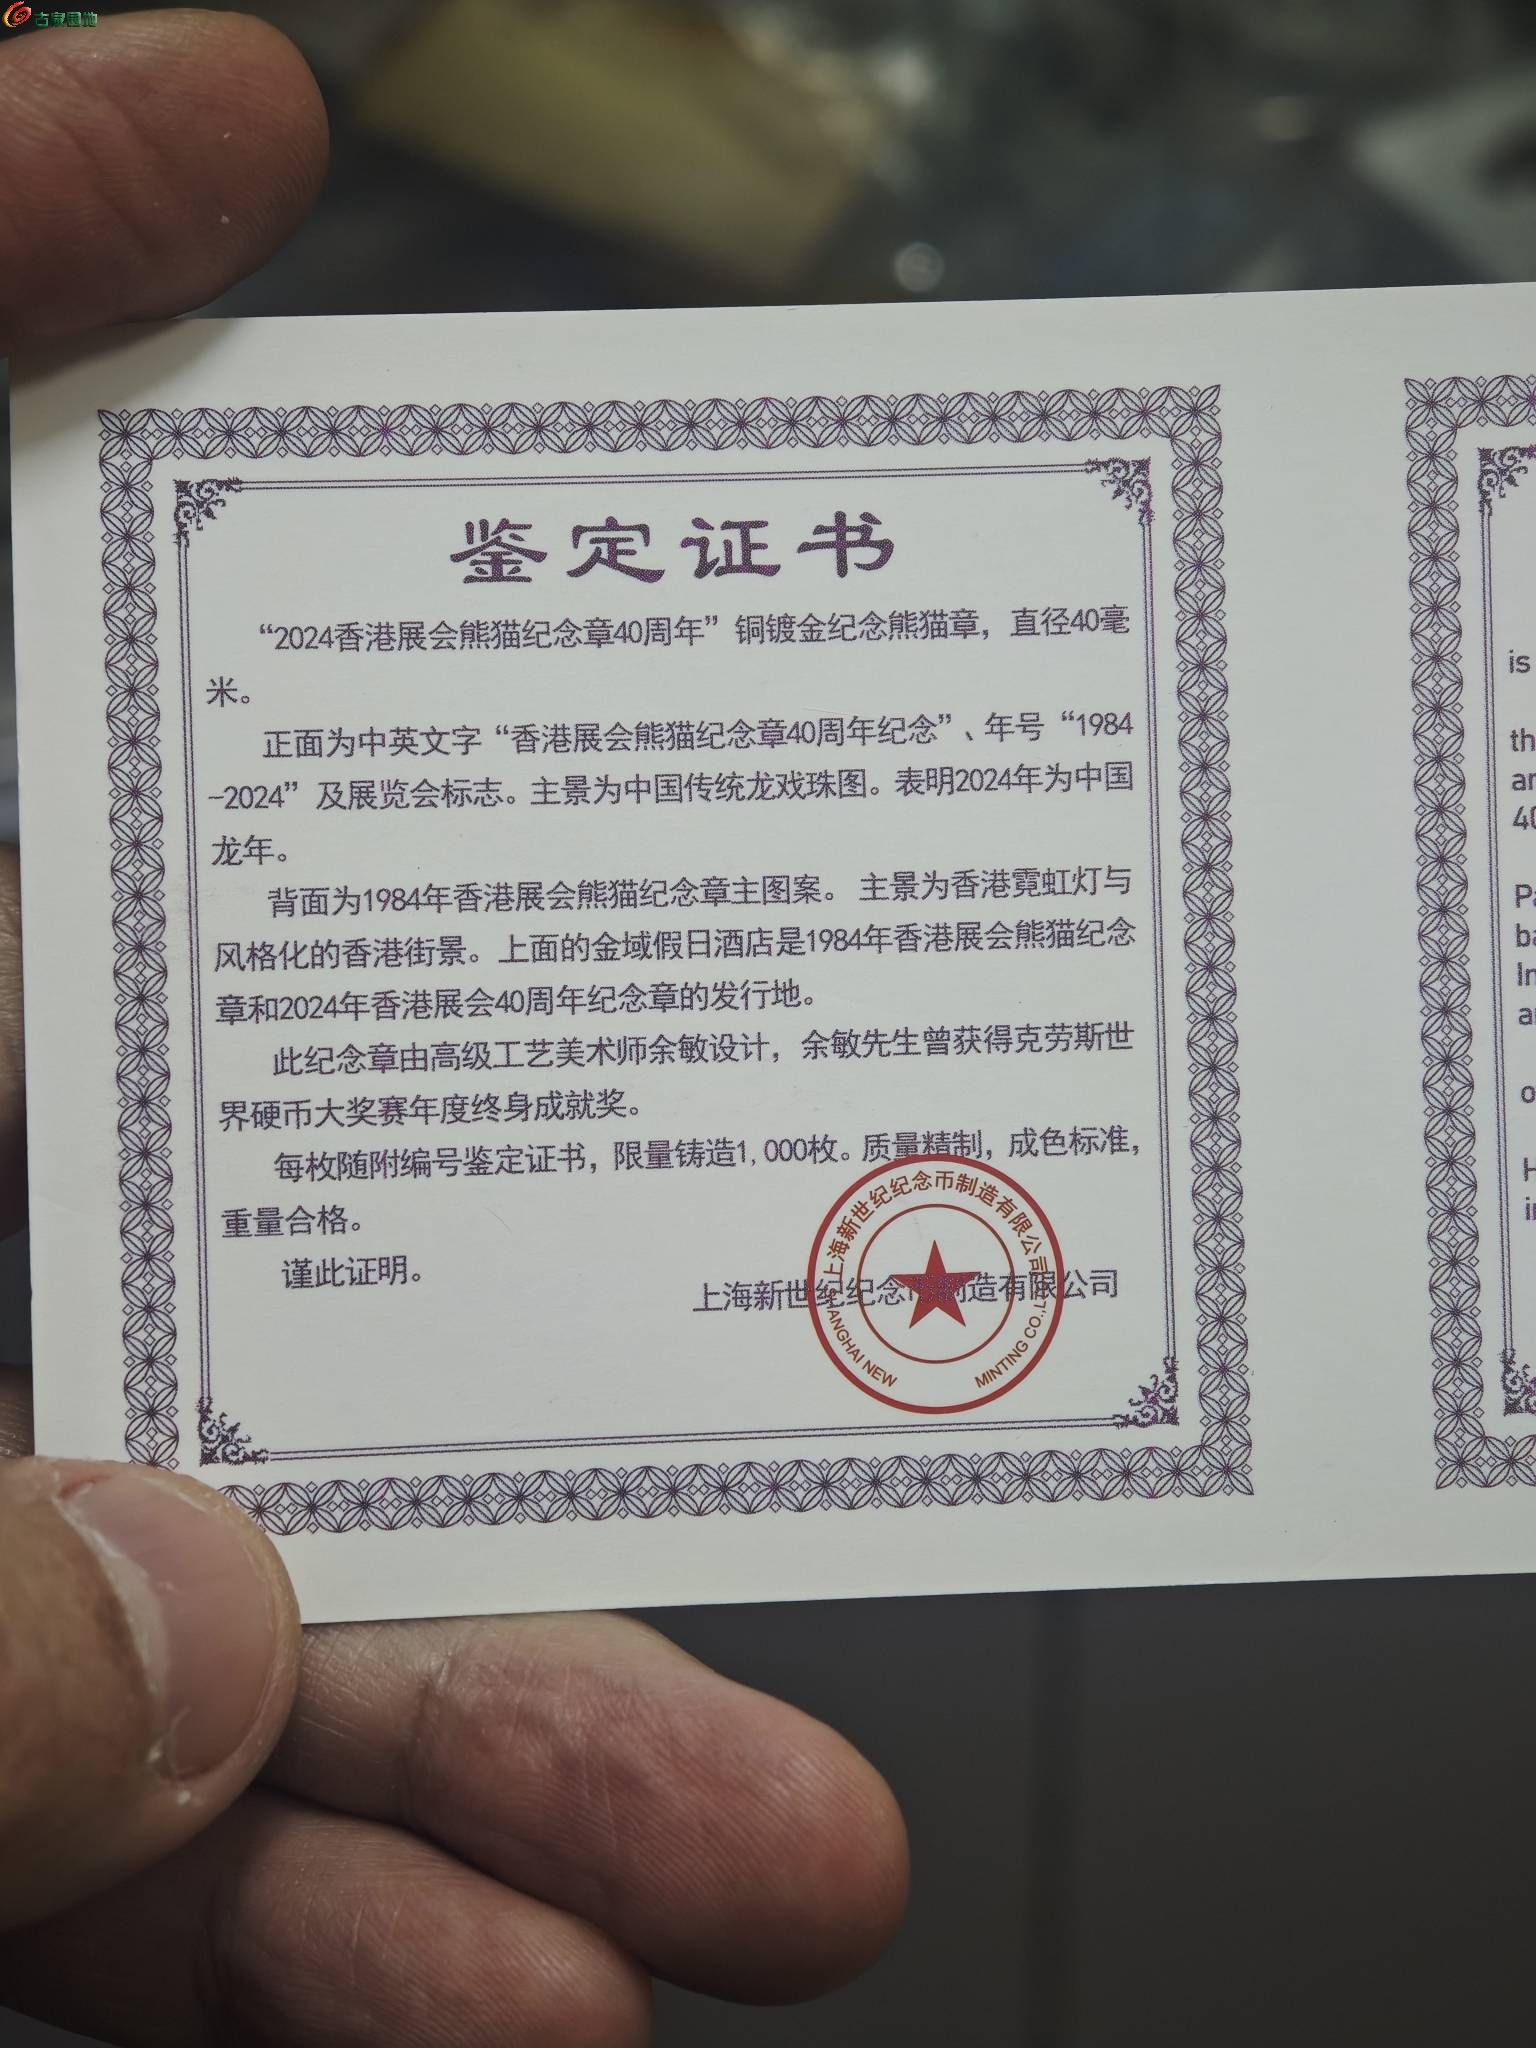 古泉园地
鉴定证书
“2024香港展会熊猫纪念章40周年”铜镀金纪念熊猫章，直径40毫
米。
正面为中英文字“香港展会熊猫纪念章40周年纪念”、年号“1984
-2024”及展览会标志。主景为中国传统龙戏珠图。表明2024年为中国
龙年。
背面为1984年香港展会熊猫纪念章主图案。主景为香港霓虹灯与
风格化的香港街景。上面的金域假日酒店是1984年香港展会熊猫纪念
章和2024年香港展会40周年纪念章的发行地。
此纪念章由高级工艺美术师余敏设计，余敏先生曾获得克劳斯世
界硬币大奖赛年度终身成就奖。
每枚随附编号鉴定证书，限量铸造1,000枚。质量精制，成色标准，
重量合格。
谨此证明。
上海新世纪纪念币制造有限公司
上海新世纪纪念币制造有限公司
SHANGHAI NEW
MINTING CO.,L
is
th
ar
40
Pa
ba
In
au
o
H
in